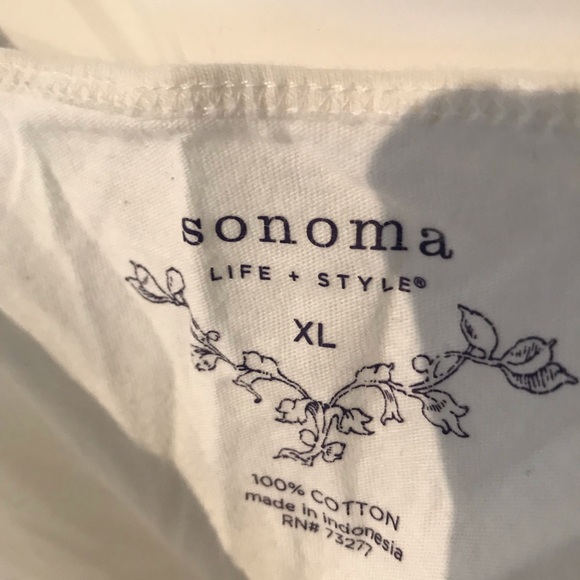 sonoma
LIFE + STYLE®
XL
100% COTTON
made in Indonesia
RN# 73277